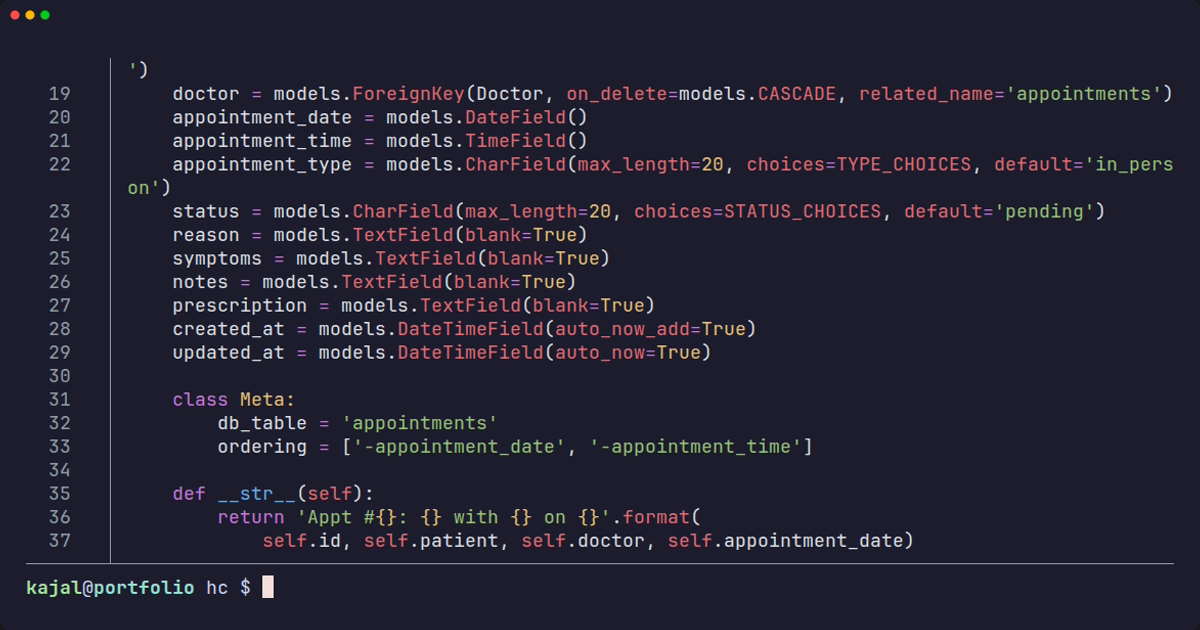 ')
19 doctor = models.ForeignKey(Doctor, on_delete=models.CASCADE, related_name='appointments')
20 appointment_date = models.DateField()
21 appointment_time = models.TimeField()
22 appointment_type = models.CharField(max_length=20, choices=TYPE_CHOICES, default='in_pers
on')
23 status = models.CharField(max_length=20, choices=STATUS_CHOICES, default='pending')
24 reason = models.TextField(blank=True)
25 symptoms = models.TextField(blank=True)
26 notes = models.TextField(blank=True)
27 prescription = models.TextField(blank=True)
28 created_at = models.DateTimeField(auto_now_add=True)
29 updated_at = models.DateTimeField(auto_now=True)
30
31 class Meta:
32 db_table = 'appointments'
33 ordering = ['-appointment_date', '-appointment_time']
34
35 def __str__(self):
36 return 'Appt #{}: {} with {} on {}'.format(
37 self.id, self.patient, self.doctor, self.appointment_date)
kajal@portfolio hc $